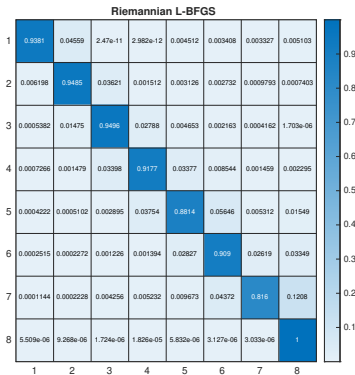 Riemannian L-BFGS
1 0.9381 0.04559 2.47e-11 2.982e-12 0.004512 0.003408 0.003327 0.005103
2 0.006198 0.9485 0.03621 0.001512 0.003126 0.002732 0.0009793 0.0007403
3 0.0005382 0.01475 0.9496 0.02788 0.004653 0.002163 0.0004162 1.703e-06
4 0.0007266 0.001479 0.03398 0.9177 0.03377 0.008544 0.001459 0.002295
5 0.0004222 0.0005102 0.002895 0.03754 0.8814 0.05646 0.005312 0.01549
6 0.0002515 0.0002272 0.001226 0.001394 0.02827 0.909 0.02619 0.03349
7 0.0001144 0.0002228 0.004256 0.005232 0.009673 0.04372 0.816 0.1208
8 5.509e-06 9.268e-06 1.724e-06 1.826e-05 5.832e-06 3.127e-06 3.033e-06 1
1 2 3 4 5 6 7 8
0.9
0.8
0.7
0.6
0.5
0.4
0.3
0.2
0.1